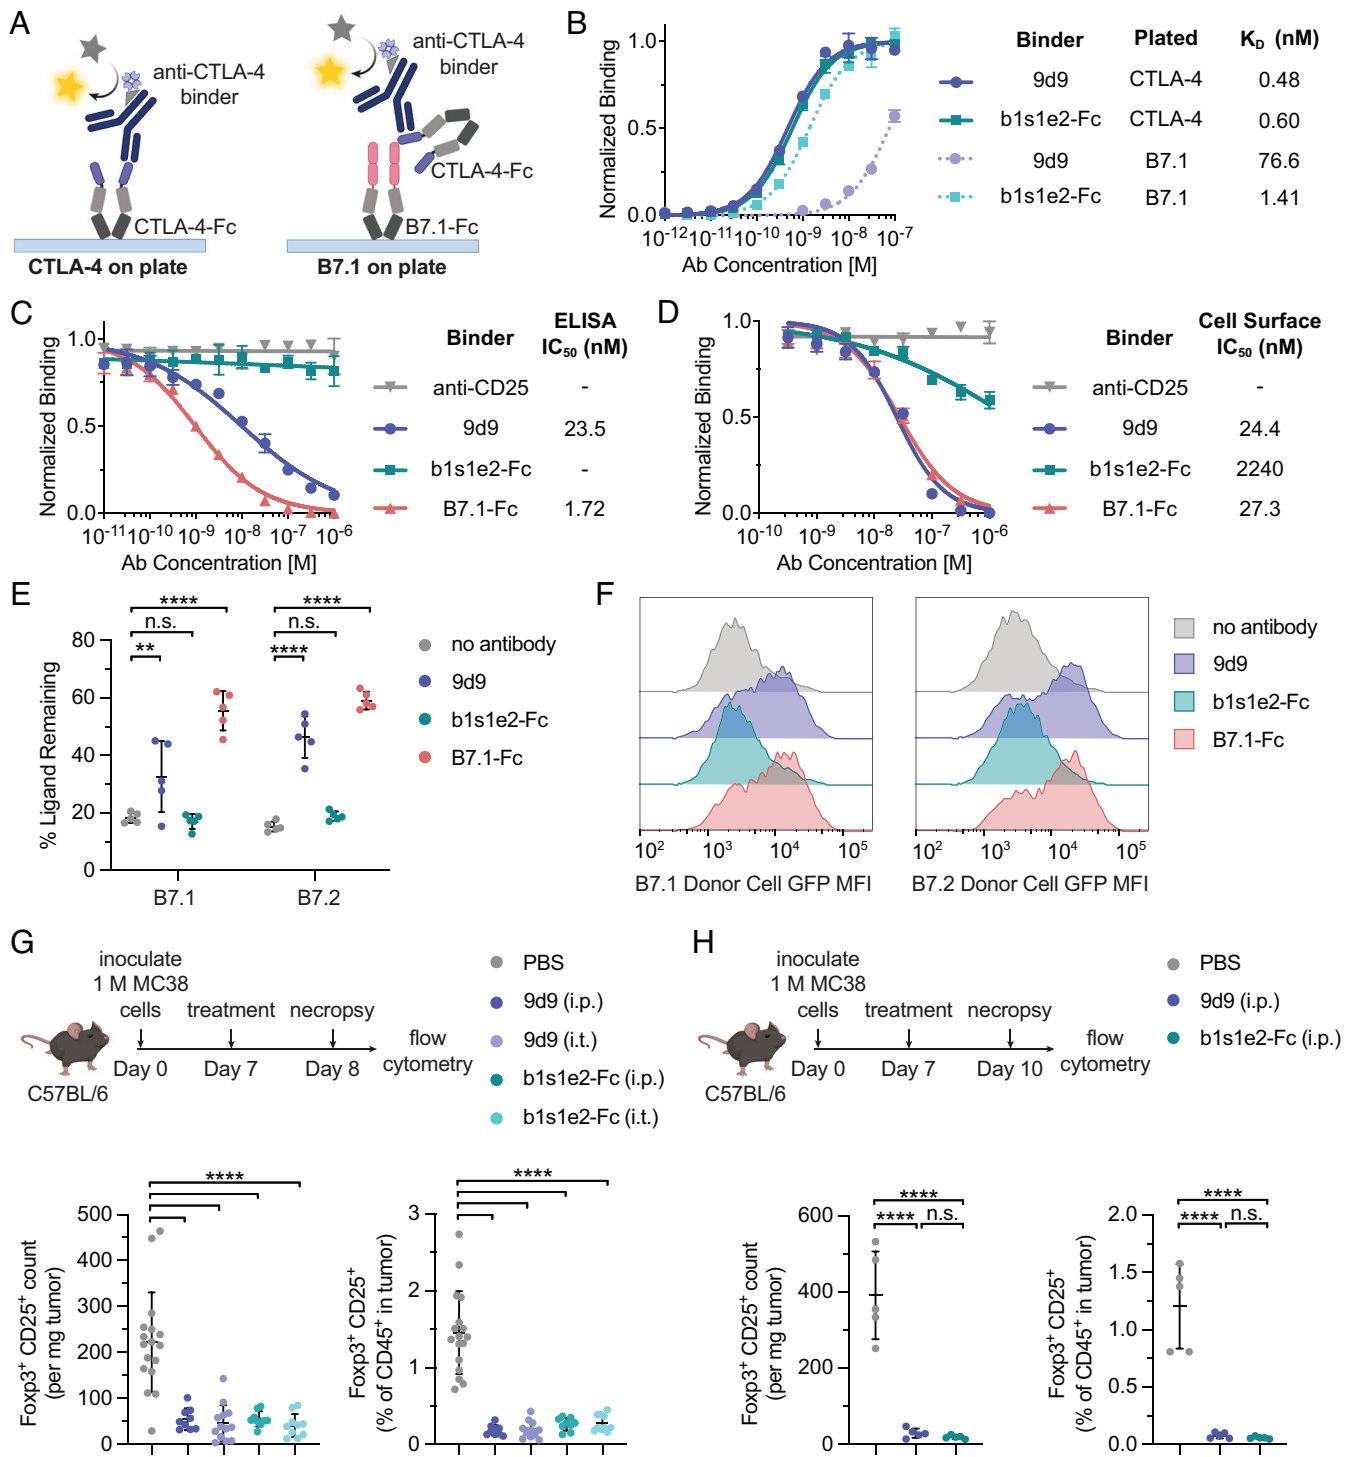 A
anti-CTLA-4
binder
CTLA-4-Fc
CTLA-4 on plate
anti-CTLA-4
binder
CTLA-4-Fc
B7.1-Fc
B7.1 on plate
B
Normalized Binding
1.0
0.5
0.0
10-12 10-11 10-10 10-9 10-8 10-7
Ab Concentration [M]
Binder Plated KD (nM)
9d9 CTLA-4 0.48
b1s1e2-Fc CTLA-4 0.60
9d9 B7.1 76.6
b1s1e2-Fc B7.1 1.41
C
Normalized Binding
1.0
0.5
0.0
10-11 10-10 10-9 10-8 10-7 10-6
Ab Concentration [M]
Binder ELISA IC50 (nM)
anti-CD25 -
9d9 23.5
b1s1e2-Fc -
B7.1-Fc 1.72
D
Normalized Binding
1.0
0.5
0.0
10-10 10-9 10-8 10-7 10-6
Ab Concentration [M]
Binder Cell Surface IC50 (nM)
anti-CD25 -
9d9 24.4
b1s1e2-Fc 2240
B7.1-Fc 27.3
E
% Ligand Remaining
80
60
40
20
0
****
n.s.
**
****
n.s.
****
B7.1 B7.2
no antibody
9d9
b1s1e2-Fc
B7.1-Fc
F
102 103 104 105
B7.1 Donor Cell GFP MFI
102 103 104 105
B7.2 Donor Cell GFP MFI
no antibody
9d9
b1s1e2-Fc
B7.1-Fc
G
inoculate
1 M MC38
cells treatment necropsy
Day 0 Day 7 Day 8
flow
cytometry
C57BL/6
PBS
9d9 (i.p.)
9d9 (i.t.)
b1s1e2-Fc (i.p.)
b1s1e2-Fc (i.t.)
Foxp3+ CD25+ count
(per mg tumor)
500
400
300
200
100
0
****
Foxp3+ CD25+
(% of CD45+ in tumor)
3
2
1
0
****
H
inoculate
1 M MC38
cells treatment necropsy
Day 0 Day 7 Day 10
flow
cytometry
C57BL/6
PBS
9d9 (i.p.)
b1s1e2-Fc (i.p.)
Foxp3+ CD25+ count
(per mg tumor)
600
400
200
0
****
**** n.s.
Foxp3+ CD25+
(% of CD45+ in tumor)
2.0
1.5
1.0
0.5
0.0
****
**** n.s.